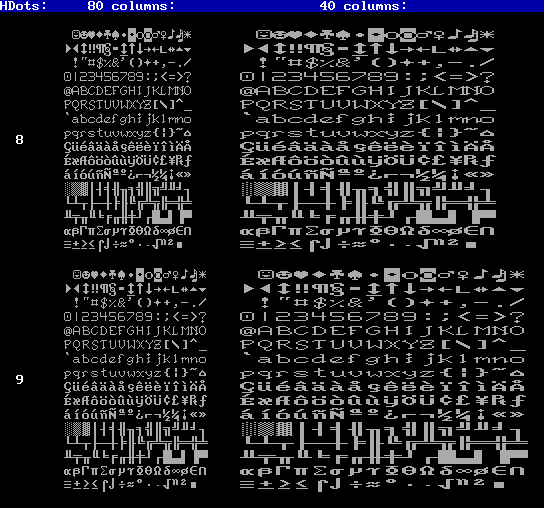 HDots: 80 columns: 40 columns:
8
☺☻♥♦♣♠•◘○◙♂♀♪♫☼ ☺☻♥♦♣♠•◘○◙♂♀♪♫☼
►◄↕‼¶§▬↨↑↓→←∟↔▲▼ ►◄↕‼¶§▬↨↑↓→←∟↔▲▼
!"#$%&'()*+,-./ !"#$%&'()*+,-./
0123456789:;<=>? 0123456789:;<=>?
@ABCDEFGHIJKLMNO @ABCDEFGHIJKLMNO
PQRSTUVWXYZ[\]^_ PQRSTUVWXYZ[\]^_
`abcdefghijklmno `abcdefghijklmno
pqrstuvwxyz{|}~⌂ pqrstuvwxyz{|}~⌂
ÇüéâäàåçêëèïîìÄÅ ÇüéâäàåçêëèïîìÄÅ
ÉæÆôöòûùÿÖÜ¢£¥₧ƒ ÉæÆôöòûùÿÖÜ¢£¥₧ƒ
áíóúñÑªº¿⌐¬½¼¡«» áíóúñÑªº¿⌐¬½¼¡«»
░▒▓│┤╡╢╖╕╣║╗╝╜╛┐ ░▒▓│┤╡╢╖╕╣║╗╝╜╛┐
└┴┬├─┼╞╟╚╔╩╦╠═╬╧ └┴┬├─┼╞╟╚╔╩╦╠═╬╧
╨╤╥╙╘╒╓╫╪┘┌█▄▌▐▀ ╨╤╥╙╘╒╓╫╪┘┌█▄▌▐▀
αßΓπΣσµτΦΘΩδ∞φε∩ αßΓπΣσµτΦΘΩδ∞φε∩
≡±≥≤⌠⌡÷≈°∙·√ⁿ²■ ≡±≥≤⌠⌡÷≈°∙·√ⁿ²■
9
☺☻♥♦♣♠•◘○◙♂♀♪♫☼ ☺☻♥♦♣♠•◘○◙♂♀♪♫☼
►◄↕‼¶§▬↨↑↓→←∟↔▲▼ ►◄↕‼¶§▬↨↑↓→←∟↔▲▼
!"#$%&'()*+,-./ !"#$%&'()*+,-./
0123456789:;<=>? 0123456789:;<=>?
@ABCDEFGHIJKLMNO @ABCDEFGHIJKLMNO
PQRSTUVWXYZ[\]^_ PQRSTUVWXYZ[\]^_
`abcdefghijklmno `abcdefghijklmno
pqrstuvwxyz{|}~⌂ pqrstuvwxyz{|}~⌂
ÇüéâäàåçêëèïîìÄÅ ÇüéâäàåçêëèïîìÄÅ
ÉæÆôöòûùÿÖÜ¢£¥₧ƒ ÉæÆôöòûùÿÖÜ¢£¥₧ƒ
áíóúñÑªº¿⌐¬½¼¡«» áíóúñÑªº¿⌐¬½¼¡«»
░▒▓│┤╡╢╖╕╣║╗╝╜╛┐ ░▒▓│┤╡╢╖╕╣║╗╝╜╛┐
└┴┬├─┼╞╟╚╔╩╦╠═╬╧ └┴┬├─┼╞╟╚╔╩╦╠═╬╧
╨╤╥╙╘╒╓╫╪┘┌█▄▌▐▀ ╨╤╥╙╘╒╓╫╪┘┌█▄▌▐▀
αßΓπΣσµτΦΘΩδ∞φε∩ αßΓπΣσµτΦΘΩδ∞φε∩
≡±≥≤⌠⌡÷≈°∙·√ⁿ²■ ≡±≥≤⌠⌡÷≈°∙·√ⁿ²■